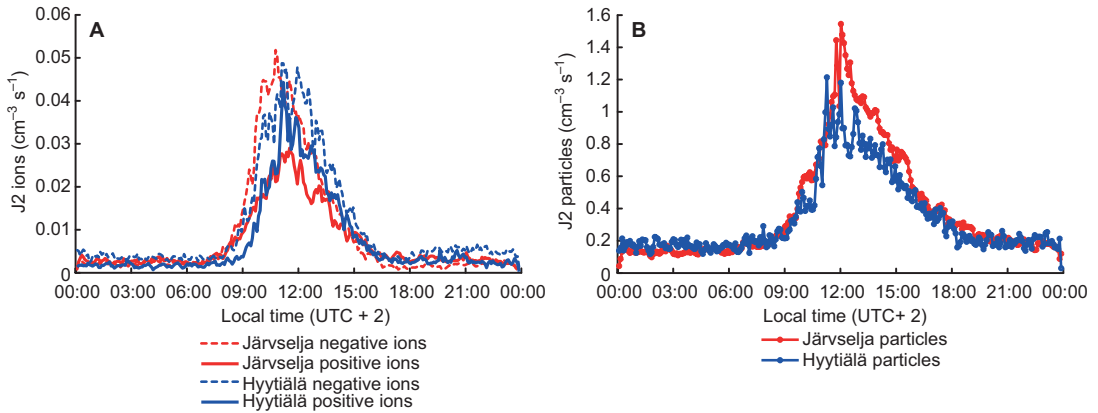 A
J2 ions (cm⁻³ s⁻¹)
0.06
0.05
0.04
0.03
0.02
0.01
0
00:00 03:00 06:00 09:00 12:00 15:00 18:00 21:00 00:00
Local time (UTC + 2)
Järvselja negative ions
Järvselja positive ions
Hyytiälä negative ions
Hyytiälä positive ions
B
J2 particles (cm⁻³ s⁻¹)
1.6
1.4
1.2
1
0.8
0.6
0.4
0.2
0
00:00 03:00 06:00 09:00 12:00 15:00 18:00 21:00 00:00
Local time (UTC+ 2)
Järvselja particles
Hyytiälä particles